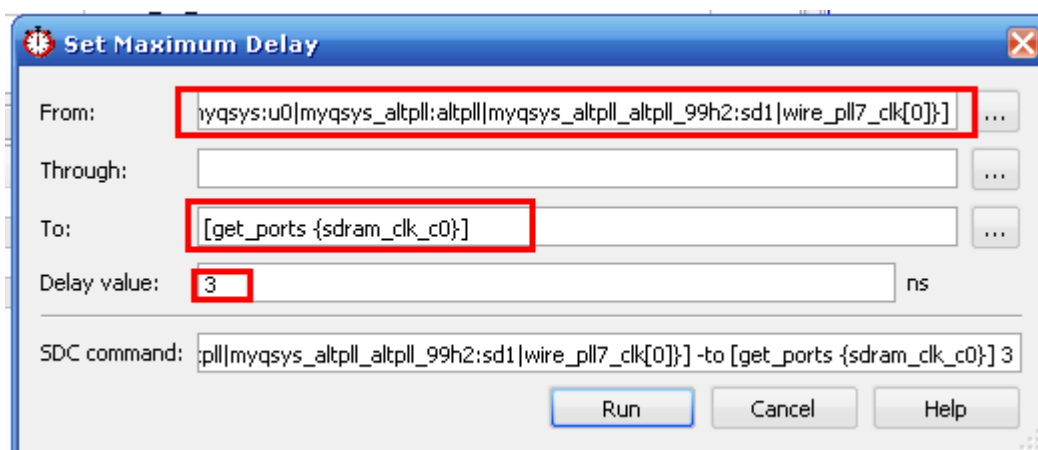 Set Maximum Delay
From: nyqsys:u0|myqsys_altpll:altpll|myqsys_altpll_altpll_99h2:sd1|wire_pll7_clk[0]}] ...
Through: ...
To: [get_ports {sdram_clk_c0}] ...
Delay value: 3 ns
SDC command: :pll|myqsys_altpll_altpll_99h2:sd1|wire_pll7_clk[0]}] -to [get_ports {sdram_clk_c0}] 3
Run Cancel Help